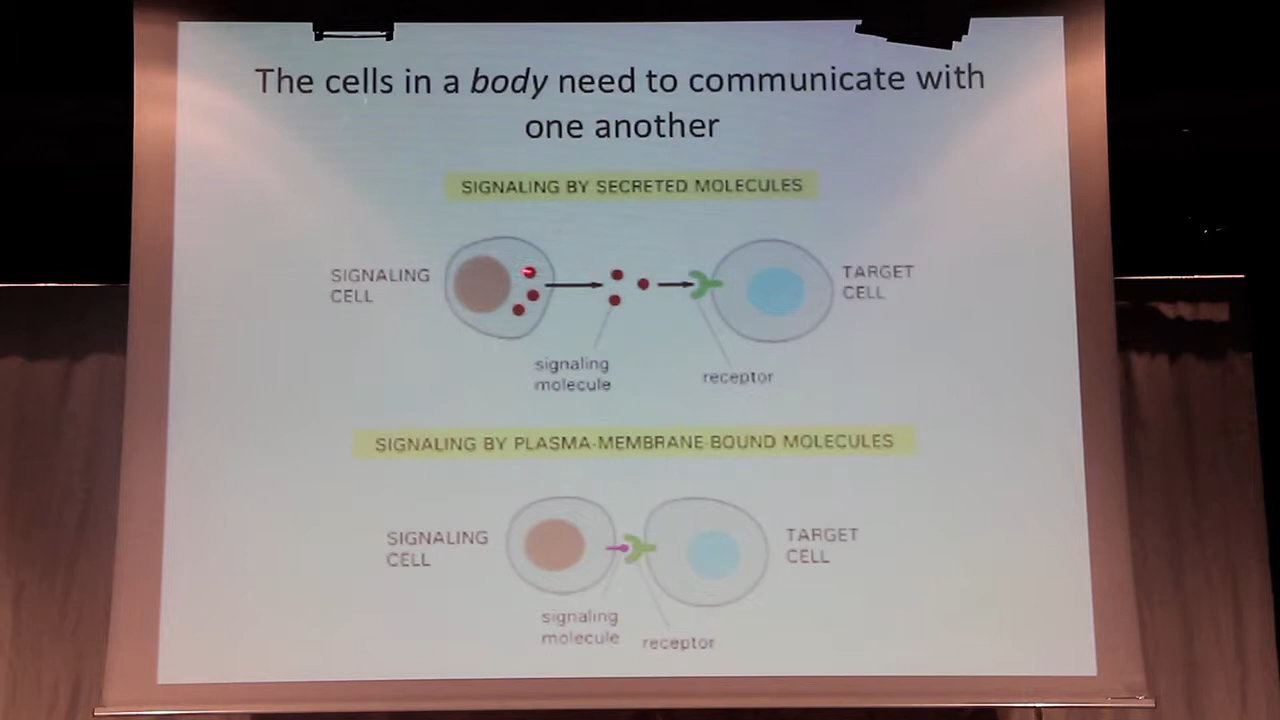 The cells in a body need to communicate with
one another
SIGNALING BY SECRETED MOLECULES
SIGNALING
CELL
TARGET
CELL
signaling
molecule
receptor
SIGNALING BY PLASMA-MEMBRANE-BOUND MOLECULES
SIGNALING
CELL
TARGET
CELL
signaling
molecule
receptor